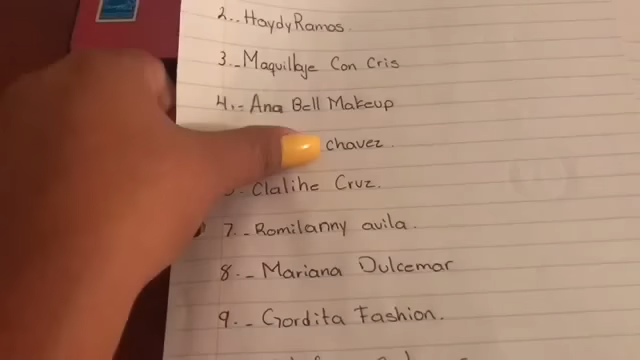 2.. Haydy Ramos.
3._ Maquillaje Con Cris
4._ Ana Bell Makeup
chavez.
Clalihe Cruz.
7._ Romilanny avila.
8._ Mariana Dulcemar
9._ Gordita Fashion.